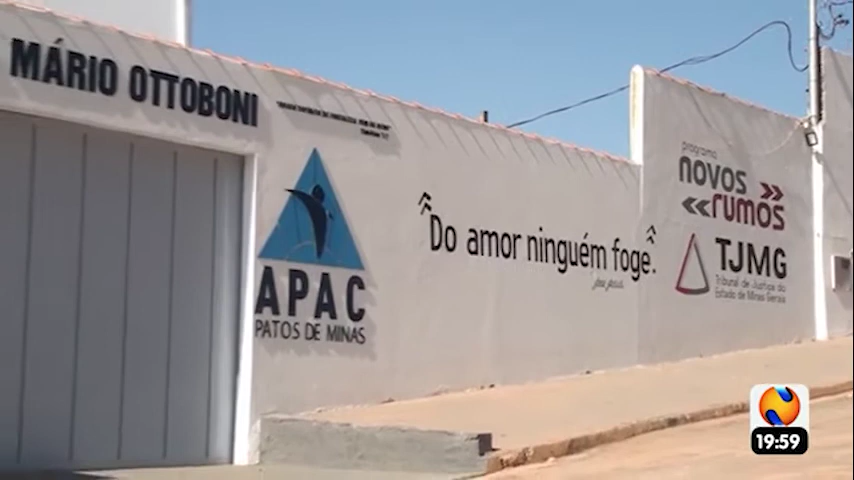 MÁRIO OTTOBONI
APAC
PATOS DE MINAS
"Do amor ninguém foge."
programa
novos
rumos
TJMG
Tribunal de Justiça do
Estado de Minas Gerais
19:59